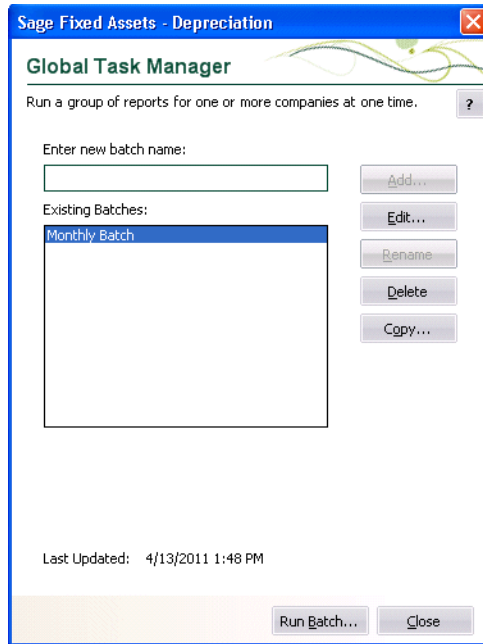 Sage Fixed Assets - Depreciation
Global Task Manager
Run a group of reports for one or more companies at one time.
?
Enter new batch name:
Add...
Existing Batches:
Edit...
Monthly Batch
Rename
Delete
Copy...
Last Updated: 4/13/2011 1:48 PM
Run Batch...
Close